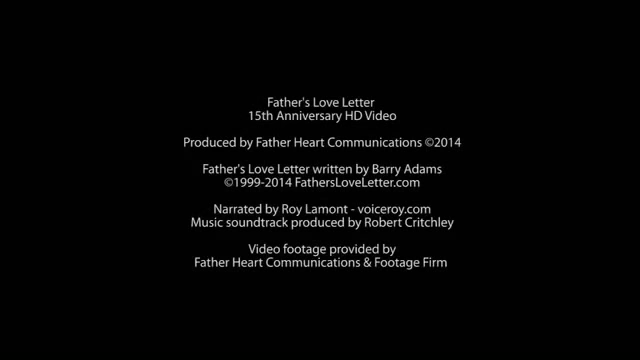 Father's Love Letter
15th Anniversary HD Video
Produced by Father Heart Communications ©2014
Father's Love Letter written by Barry Adams
©1999-2014 FathersLoveLetter.com
Narrated by Roy Lamont - voiceroy.com
Music soundtrack produced by Robert Critchley
Video footage provided by
Father Heart Communications & Footage Firm